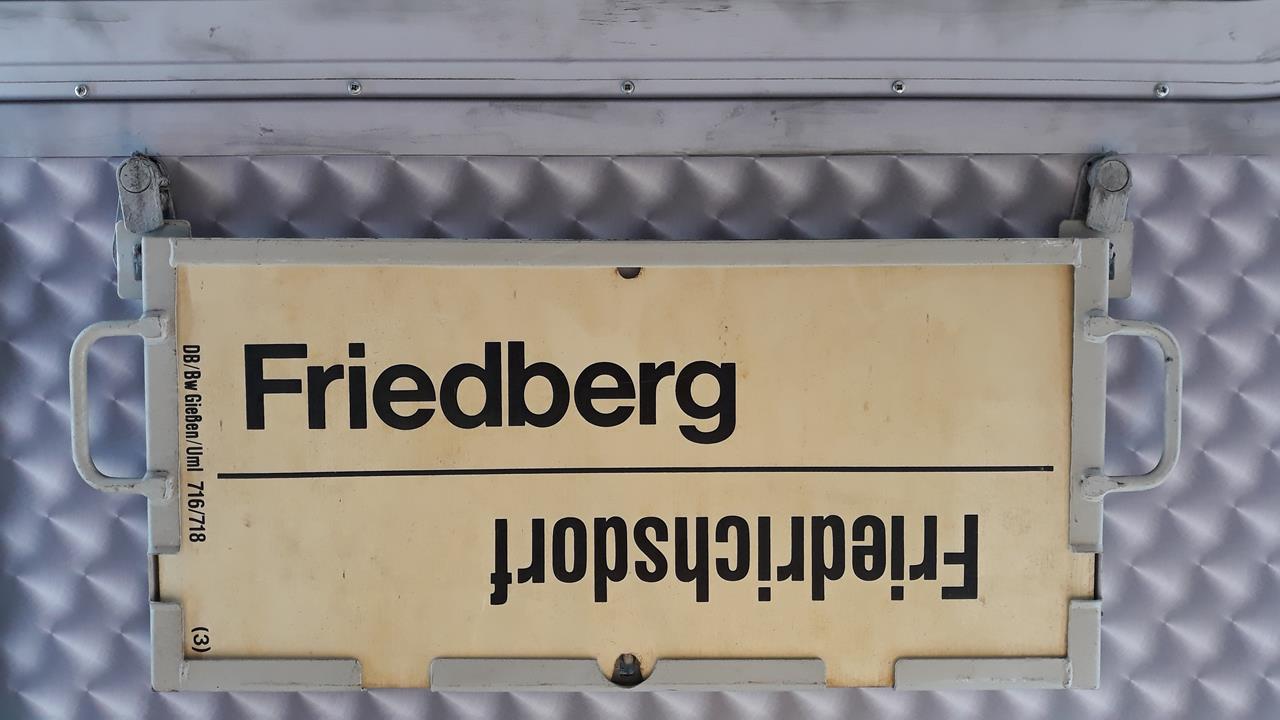 Friedberg
Friedrichsdorf
DB/Bw Gießen/Uml 716/718
(3)